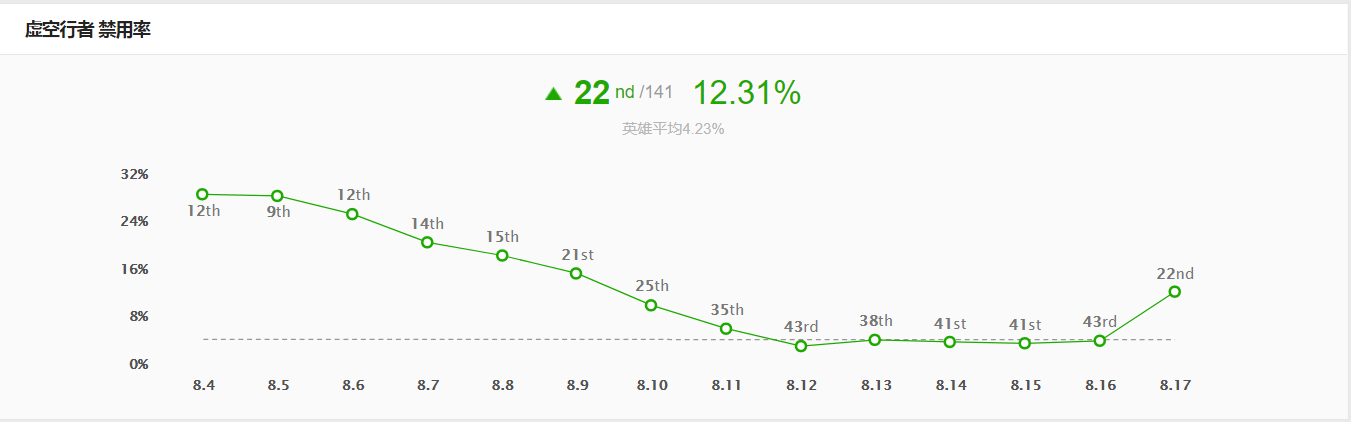 虚空行者 禁用率
22 nd /141 12.31%
英雄平均4.23%
32%
24%
16%
8%
0%
12th
9th
12th
14th
15th
21st
25th
35th
43rd
38th
41st
41st
43rd
22nd
8.4
8.5
8.6
8.7
8.8
8.9
8.10
8.11
8.12
8.13
8.14
8.15
8.16
8.17